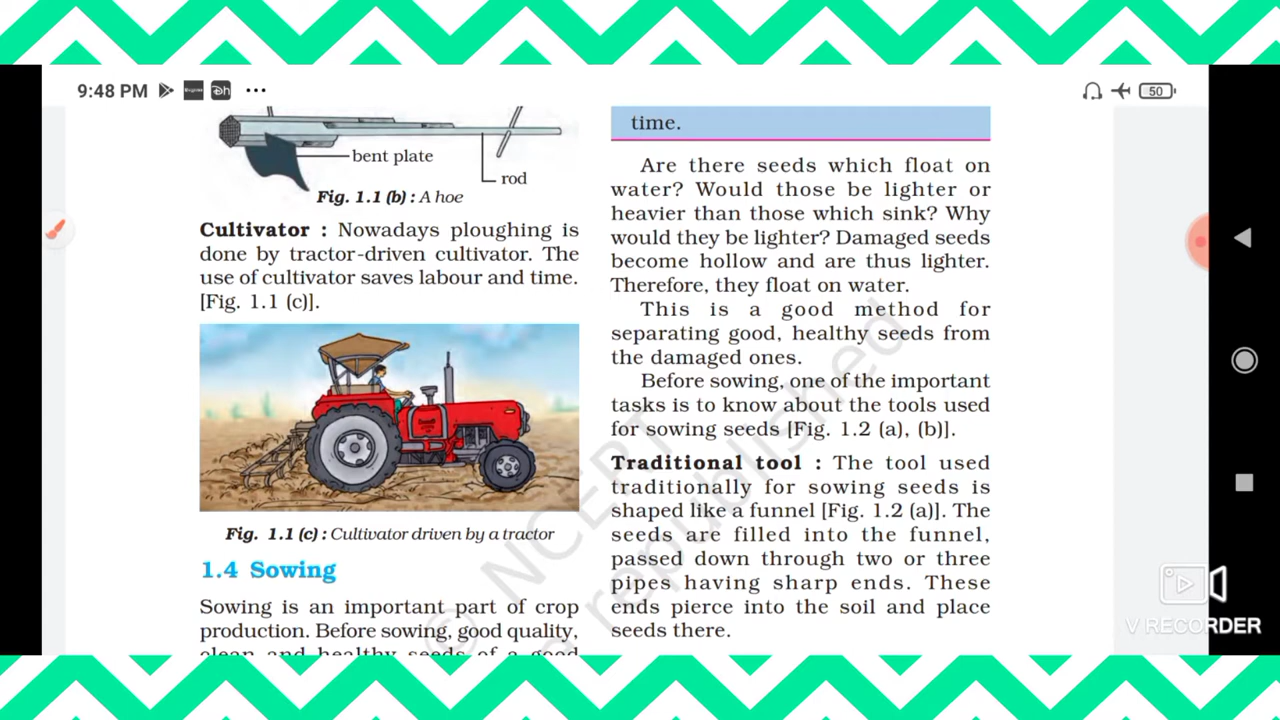 9:48 PM
50
bent plate
rod
Fig. 1.1 (b) : A hoe
Cultivator : Nowadays ploughing is
done by tractor-driven cultivator. The
use of cultivator saves labour and time.
[Fig. 1.1 (c)].
Fig. 1.1 (c) : Cultivator driven by a tractor
1.4 Sowing
Sowing is an important part of crop
production. Before sowing, good quality,
clean and healthy seeds of a good
time.
Are there seeds which float on
water? Would those be lighter or
heavier than those which sink? Why
would they be lighter? Damaged seeds
become hollow and are thus lighter.
Therefore, they float on water.
This is a good method for
separating good, healthy seeds from
the damaged ones.
Before sowing, one of the important
tasks is to know about the tools used
for sowing seeds [Fig. 1.2 (a), (b)].
Traditional tool : The tool used
traditionally for sowing seeds is
shaped like a funnel [Fig. 1.2 (a)]. The
seeds are filled into the funnel,
passed down through two or three
pipes having sharp ends. These
ends pierce into the soil and place
seeds there.
© NCERT
republished
V RECORDER